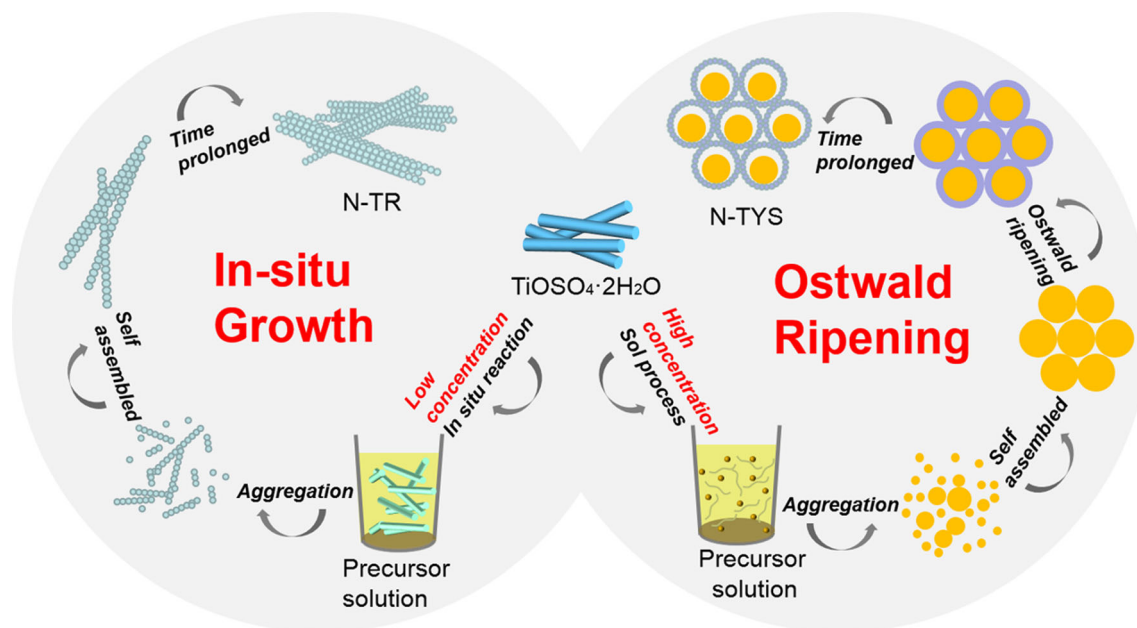 Time
prolonged
N-TR
In-situ
Growth
Self
assembled
Aggregation
Low
concentration
In situ reaction
Precursor
solution
TiOSO₄·2H₂O
High
concentration
Sol process
Precursor
solution
Aggregation
Self
assembled
Ostwald
ripening
Time
prolonged
N-TYS
Ostwald
Ripening